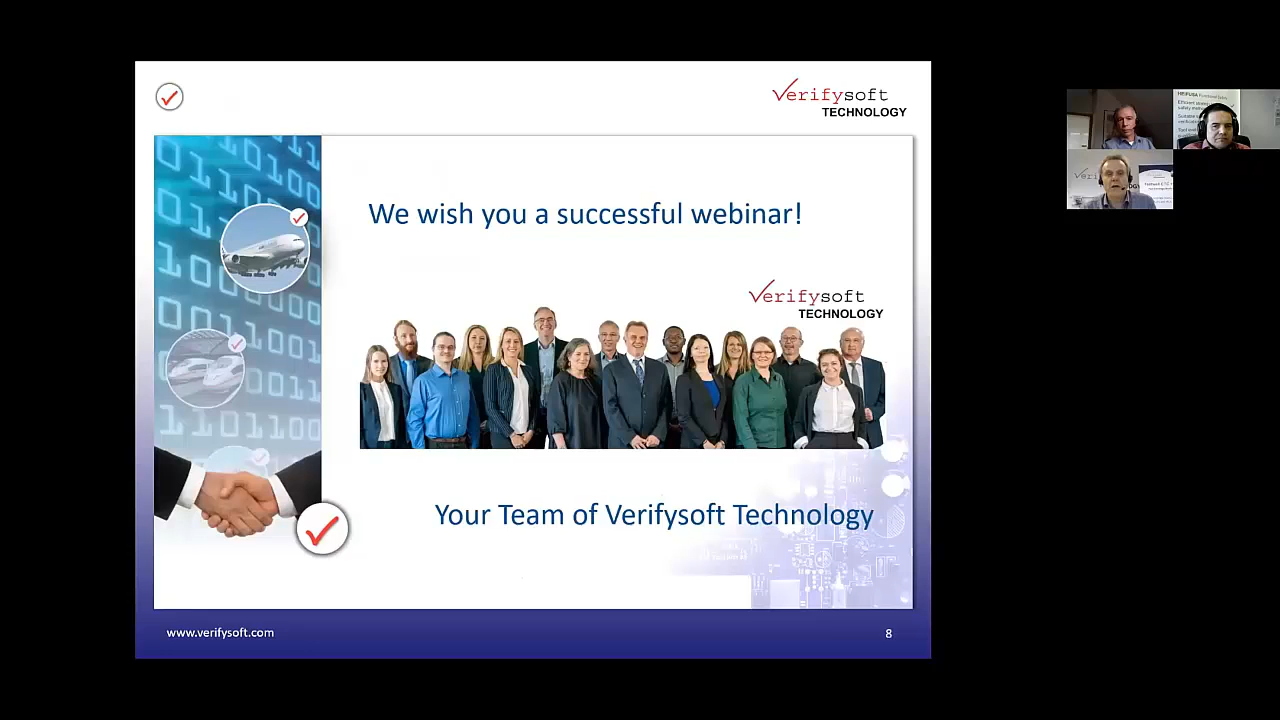 Verifysoft
TECHNOLOGY
We wish you a successful webinar!
Verifysoft
TECHNOLOGY
Your Team of Verifysoft Technology
www.verifysoft.com
8